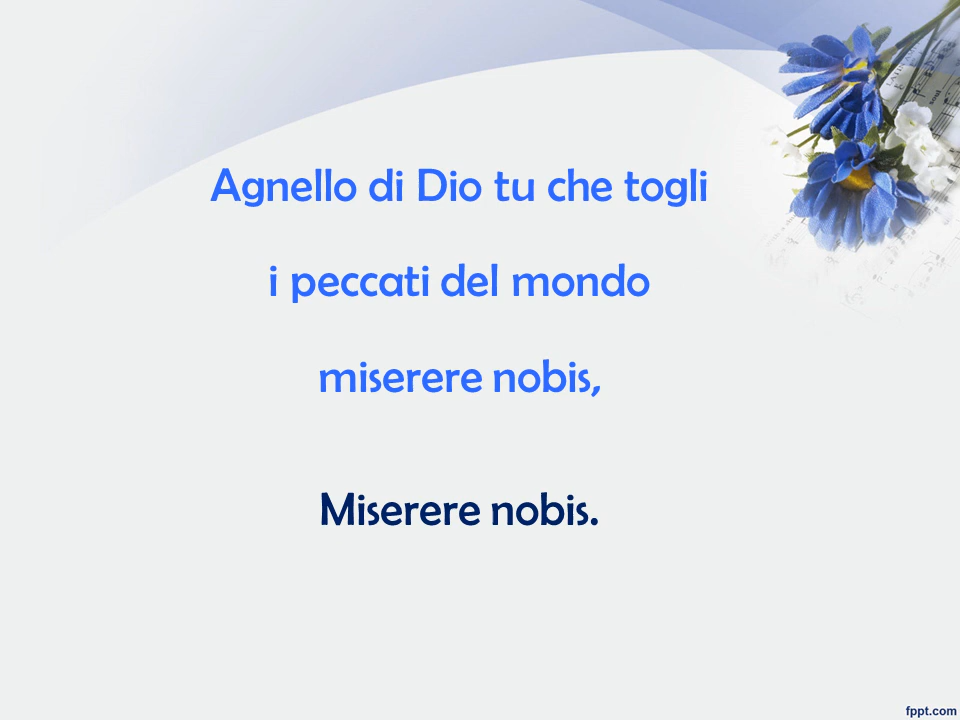 Agnello di Dio tu che togli
i peccati del mondo
miserere nobis,
Miserere nobis.
fppt.com